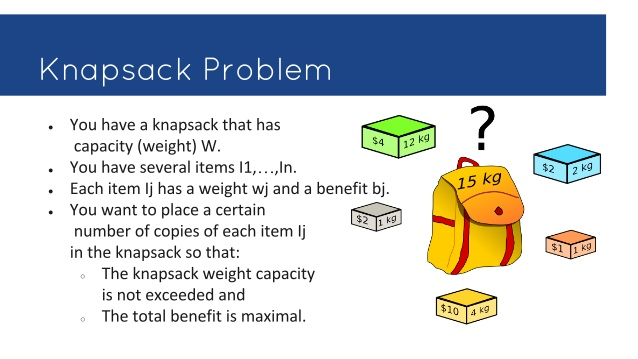 Knapsack Problem
• You have a knapsack that has
capacity (weight) W.
• You have several items I1,...,In.
• Each item Ij has a weight wj and a benefit bj.
• You want to place a certain
number of copies of each item Ij
in the knapsack so that:
○ The knapsack weight capacity
is not exceeded and
○ The total benefit is maximal.
?
$4 12 kg
$2 2 kg
15 kg
$2 1 kg
$1 1 kg
$10 4 kg